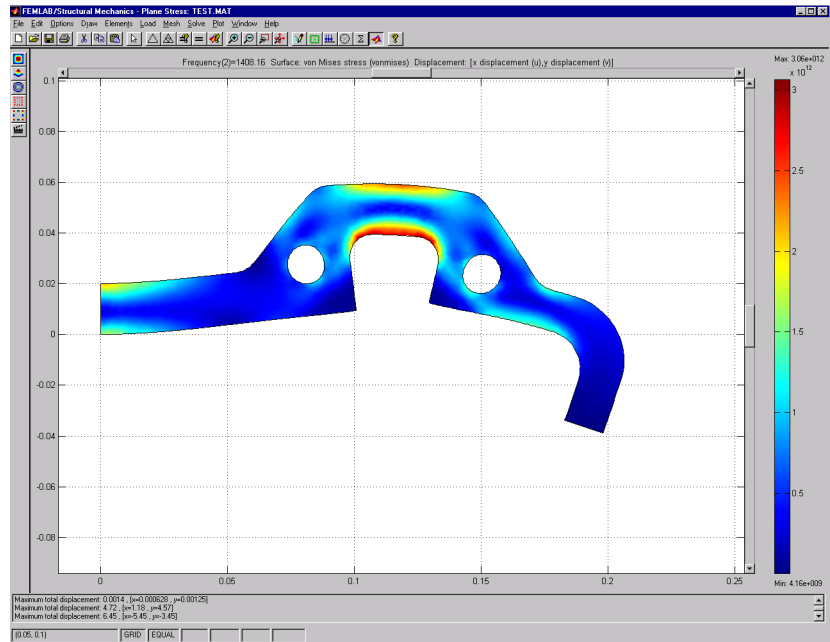 FEMLAB/Structural Mechanics - Plane Stress: TEST.MAT
File Edit Options Draw Elements Load Mesh Solve Plot Window Help
Frequency(2)=1408.16 Surface: von Mises stress (vonmises) Displacement: [x displacement (u),y displacement (v)]
Max: 3.06e+012
x 10^12
0.1
0.08
0.06
0.04
0.02
0
-0.02
-0.04
-0.06
-0.08
0 0.05 0.1 0.15 0.2 0.25
3
2.5
2
1.5
1
0.5
Min: 4.16e+009
Maximum total displacement: 0.0014 , [x=0.000628 , y=0.00125]
Maximum total displacement: 4.72 , [x=1.18 , y=4.57]
Maximum total displacement: 6.45 , [x=-5.45 , y=-3.45]
(0.05, 0.1) GRID EQUAL